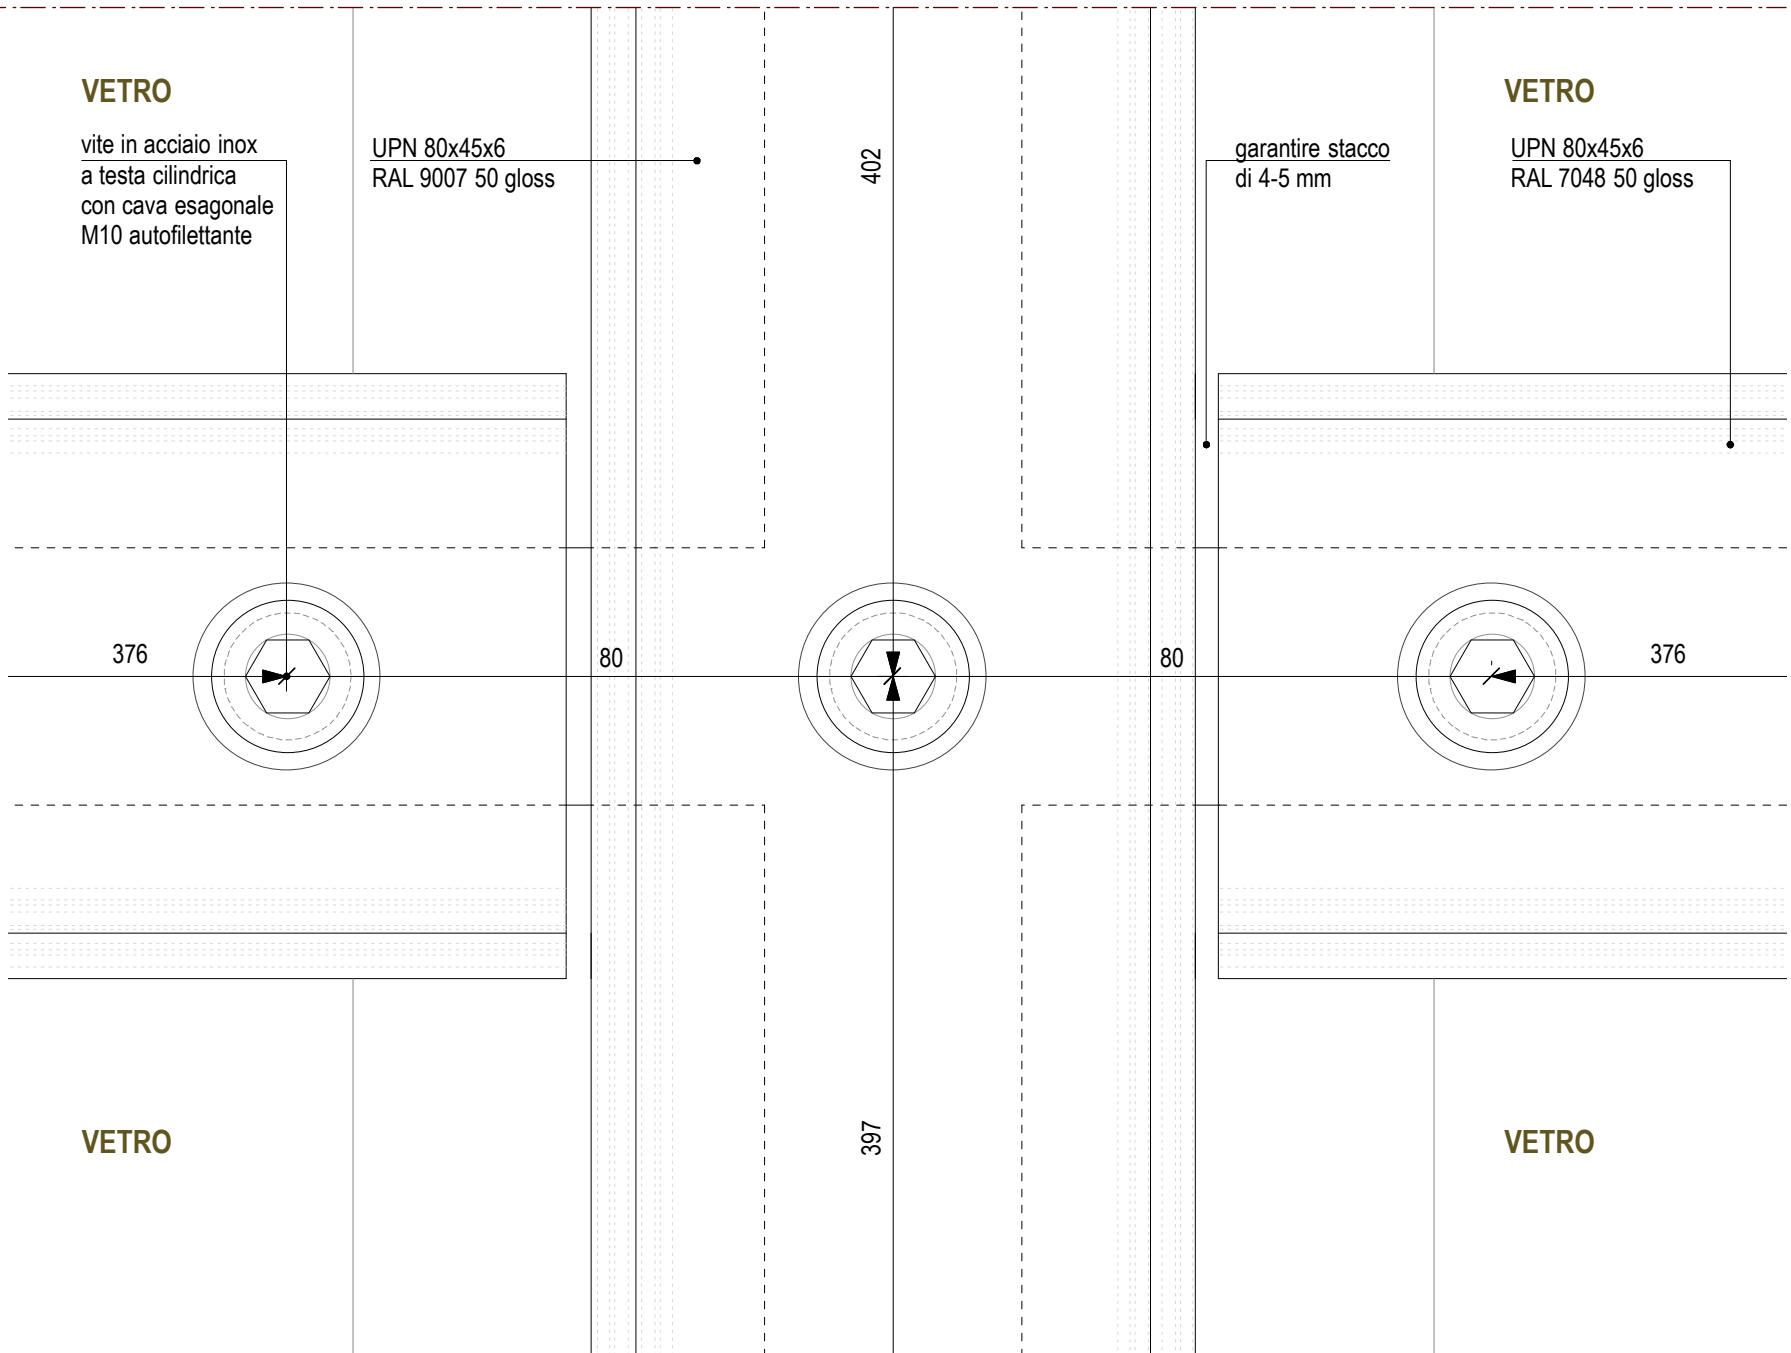 VETRO
vite in acciaio inox
a testa cilindrica
con cava esagonale
M10 autofilettante
UPN 80x45x6
RAL 9007 50 gloss
402
garantire stacco
di 4-5 mm
VETRO
UPN 80x45x6
RAL 7048 50 gloss
376
80
80
376
VETRO
397
VETRO